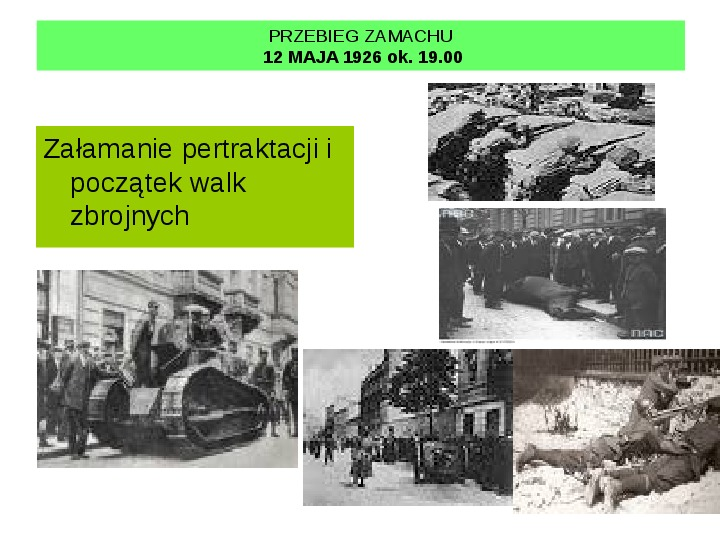 PRZEBIEG ZAMACHU
12 MAJA 1926 ok. 19.00
Załamanie pertraktacji i
początek walk
zbrojnych